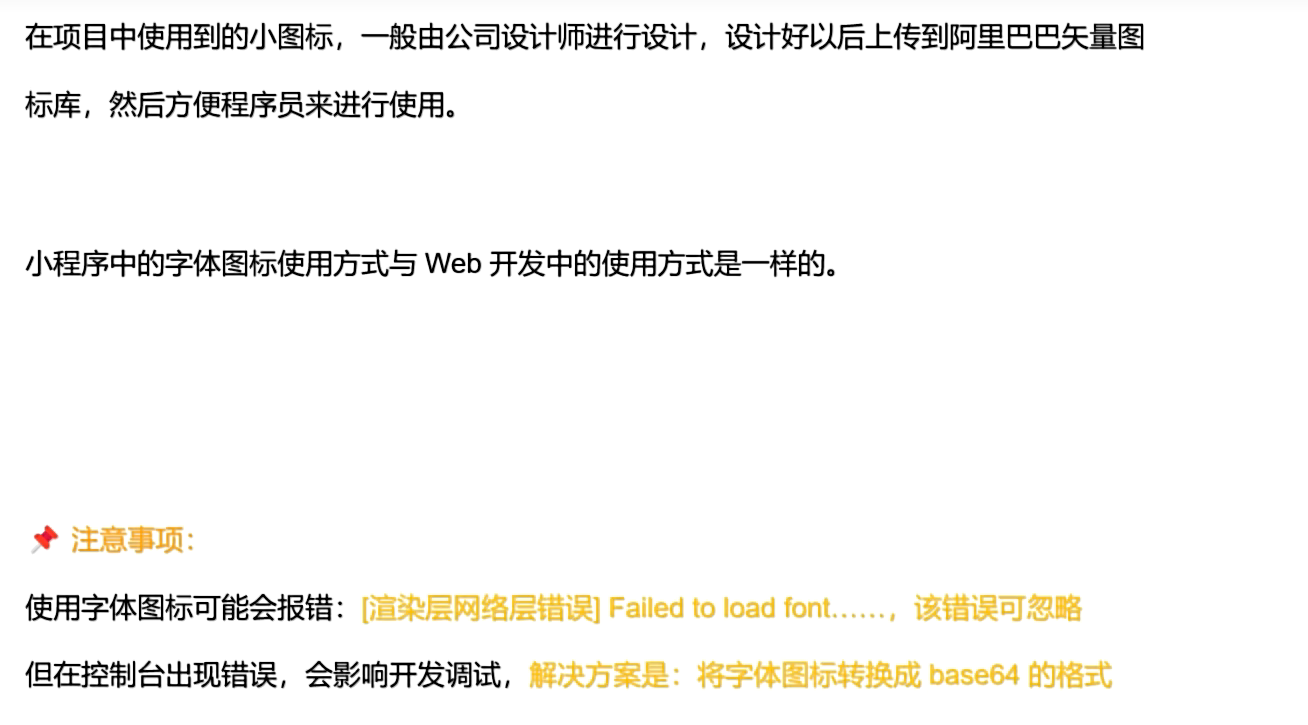 在项目中使用到的小图标，一般由公司设计师进行设计，设计好以后上传到阿里巴巴矢量图
标库，然后方便程序员来进行使用。
小程序中的字体图标使用方式与 Web 开发中的使用方式是一样的。
📌 注意事项：
使用字体图标可能会报错：[渲染层网络层错误] Failed to load font……，该错误可忽略
但在控制台出现错误，会影响开发调试，解决方案是：将字体图标转换成 base64 的格式